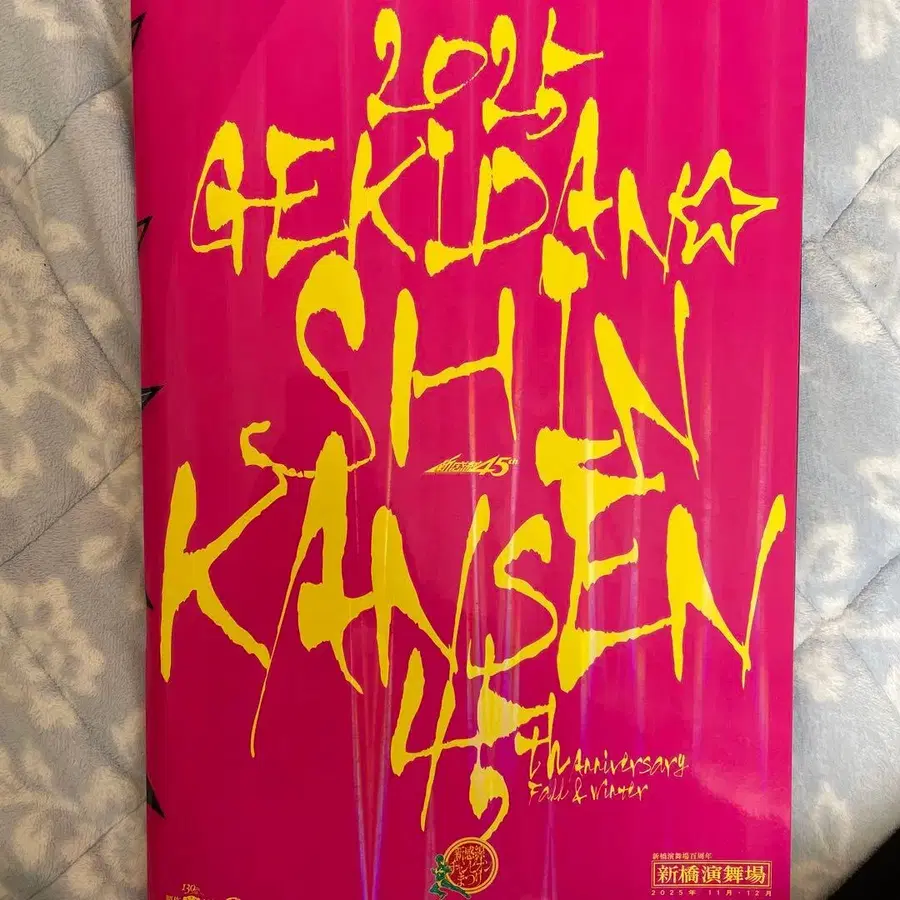 2025
GEKIDAN☆
SHIN
KANSEN
新感線45th
45th Anniversary
Fall & Winter
新橋演舞場百周年
新橋演舞場
2025年 11月・12月
130th